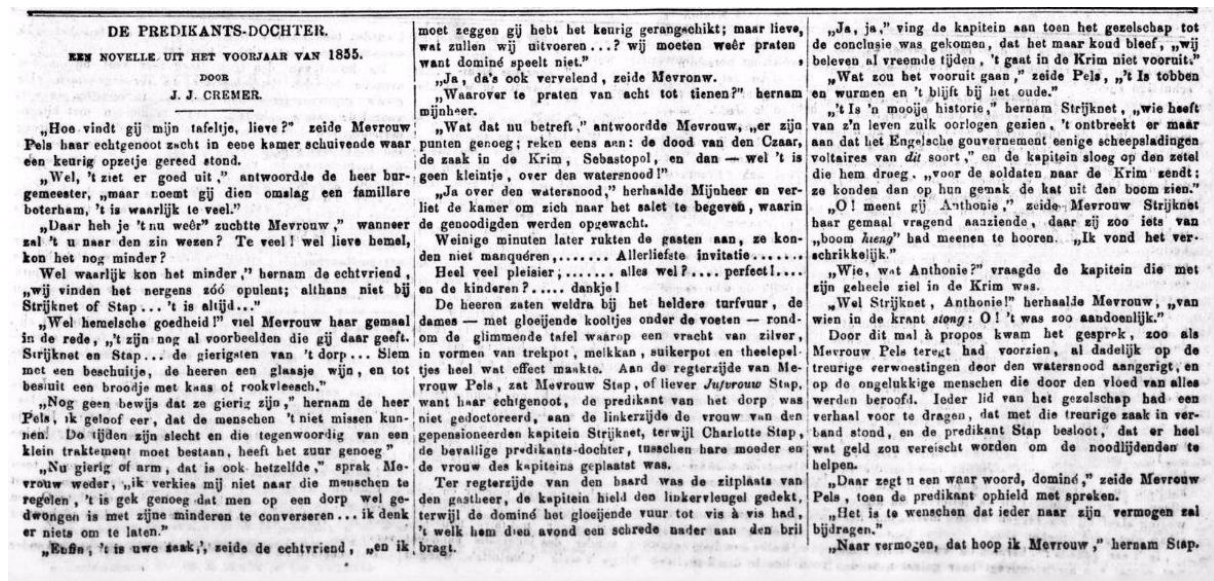 DE PREDIKANTS-DOCHTER.
EEN NOVELLE UIT HET VOORJAAR VAN 1855.
DOOR
J. J. CREMER.
„Hoe vindt gij mijn tafeltje, lieve?” zeide Mevrouw
Pels haar echtgenoot zacht in eene kamer schuivende waar
een keurig opzetje gereed stond.
„Wel, 't ziet er goed uit,” antwoordde de heer bur-
gemeester, „maar noemt gij dien omslag een familiare
boterham, 't is waarlijk te veel.”
„Daar heb je 't nu weêr” zuchtte Mevrouw,” wanneer
zal 't u naar den zin wezen? Te veel! wel lieve hemel,
kon het nog minder?
Wel waarlijk kon het minder,” hernam de echtvriend,
„wij vinden het nergens zóó opulent; althans niet bij
Strijknet of Stap... 't is altijd...”
„Wel hemelsche goedheid!” viel Mevrouw haar gemaal
in de rede, „'t zijn nog al voorbeelden die gij daar geeft.
Strijknet en Stap... de gierigsten van 't dorp... Slem
met een beschuitje, de heeren een glaasje wijn, en tot
besluit een broodje met kaas of rookvleesch.”
„Nog geen bewijs dat ze gierig zijn,” hernam de heer
Pels, ik geloof eer, dat de menschen 't niet missen kun-
nen. De tijden zijn slecht en die tegenwoordig van een
klein traktement moet bestaan, heeft het zuur genoeg”
„Nu gierig of arm, dat is ook hetzelfde,” sprak Me-
vrouw weder, „ik verkies mij niet naar die menschen te
regelen, 't is gek genoeg dat men op een dorp wel ge-
dwongen is met zijne minderen te converseren... ik denk
er niets om te laten.”
„Enfin, 't is uwe zaak,', zeide de echtvriend, „en ik
moet zeggen gij hebt het keurig gerangschikt; maar lieve,
wat zullen wij uitvoeren...? wij moeten weêr praten
want dominé speelt niet.”
„Ja, da's ook vervelend, zeide Mevrouw.
„Waarover te praten van acht tot tienen?” hernam
mijnheer.
„Wat dat nu betreft,” antwoordde Mevrouw, „er zijn
punten genoeg; reken eens aan: de dood van den Czaar,
de zaak in de Krim, Sebastopol, en dan — wel 't is
geen kleintje, over den watersnood!”
„Ja over den watersnood,” herhaalde Mijnheer en ver-
liet de kamer om zich naar het salet te begeven, waarin
de genoodigden werden opgewacht.
Weinige minuten later rukten de gasten aan, ze kon-
den niet manquéren,....... Allerliefste invitatie.......
Heel veel pleisier;....... alles wel?.... perfect!....
en de kinderen?..... dankje!
De heeren zaten weldra bij het heldere turfvuur, de
dames — met gloeijende kooltjes onder de voeten — rond-
om de glimmende tafel waarop een vracht van zilver,
in vormen van trekpot, melkkan, suikerpot en theelepel-
tjes heel wat effect maakte. Aan de regterzijde van Me-
vrouw Pels, zat Mevrouw Stap, of liever Jufvrouw Stap,
want haar echtgenoot, de predikant van het dorp was
niet gedoctoreerd, aan de linkerzijde de vrouw van den
gepensioneerden kapitein Strijknet, terwijl Charlotte Stap,
de bevallige predikants-dochter, tusschen hare moeder en
de vrouw des kapiteins geplaatst was.
Ter regterzijde van den haard was de zitplaats van
den gastheer, de kapitein hield den linkervleugel gedekt,
terwijl de dominé het gloeijende vuur tot vis à vis had,
't welk hem dien avond een schrede nader aan den bril
bragt.
„Ja, ja,” ving de kapitein aan toen het gezelschap tot
de conclusie was gekomen, dat het maar koud bleef, „wij
beleven al vreemde tijden, 't gaat in de Krim niet vooruit.”
„Wat zou het vooruit gaan,” zeide Pels, „'t Is tobben
en wurmen en 't blijft bij het oude.”
„'t Is 'n mooije historie,” hernam Strijknet, „wie heeft
van z'n leven zulk oorlogen gezien, 't ontbreekt er maar
aan dat het Engelsche gouvernement eenige scheepsladingen
voltaires van dit soort,” en de kapitein sloeg op den zetel
die hem droeg, „voor de soldaten naar de Krim zendt;
ze konden dan op hun gemak de kat uit den boom zien.”
„O! meent gij Anthonie,” zeide Mevrouw Strijknet
haar gemaal vragend aanziende, daar zij zoo iets van
„boom hieng” had meenen te hooren. „Ik vond het ver-
schrikkelijk.”
„Wie, wat Anthonie?” vraagde de kapitein die met
zijn geheele ziel in de Krim was.
„Wel Strijknet, Anthonie!” herhaalde Mevrouw, „van
wien in de krant stong: O! 't was zoo aandoenlijk.”
Door dit mal à propos kwam het gesprek, zoo als
Mevrouw Pels teregt had voorzien, al dadelijk op de
treurige verwoestingen door den watersnood aangerigt, en
op de ongelukkige menschen die door den vloed van alles
werden beroofd. Ieder lid van het gezelschap had een
verhaal voor te dragen, dat met die treurige zaak in ver-
band stond, en de predikant Stap besloot, dat er heel
wat geld zou vereischt worden om de noodlijdenden te
helpen.
„Daar zegt u een waar woord, dominé,” zeide Mevrouw
Pels, toen de predikant ophield met spreken.
„Het is te wenschen dat ieder naar zijn vermogen zal
bijdragen.”
„Naar vermogen, dat hoop ik Mevrouw,” hernam Stap.